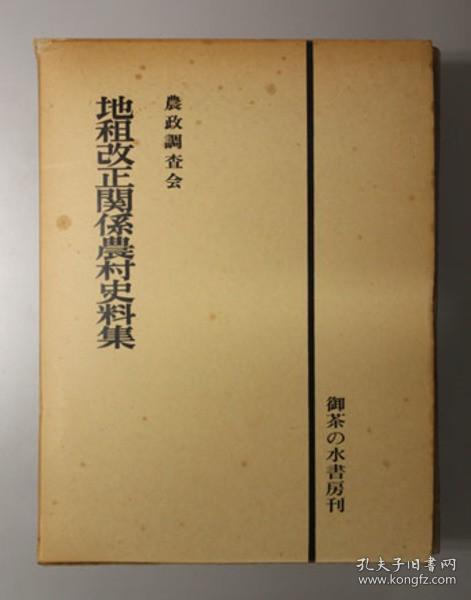 地租改正関係農村史料集
農政調査会
御茶の水書房刊
孔夫子旧书网
www.kongfz.com